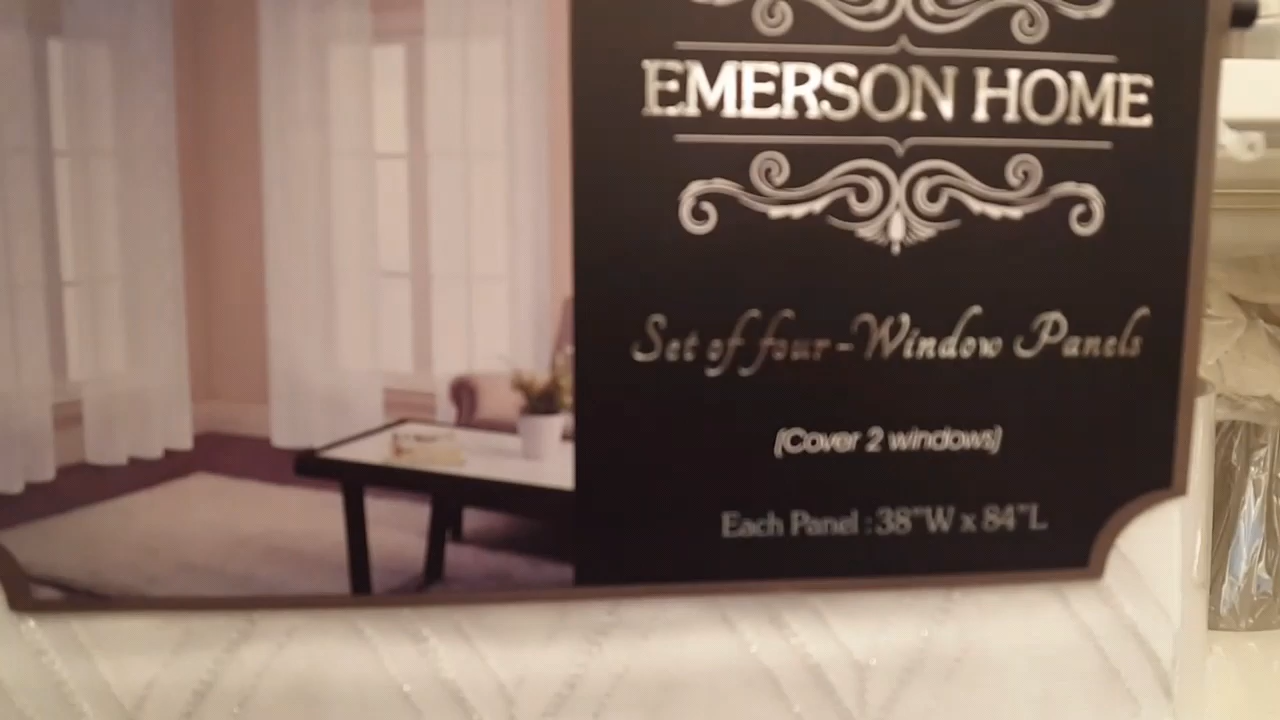 EMERSON HOME
Set of four-Window Panels
(Cover 2 windows)
Each Panel : 38"W x 84"L